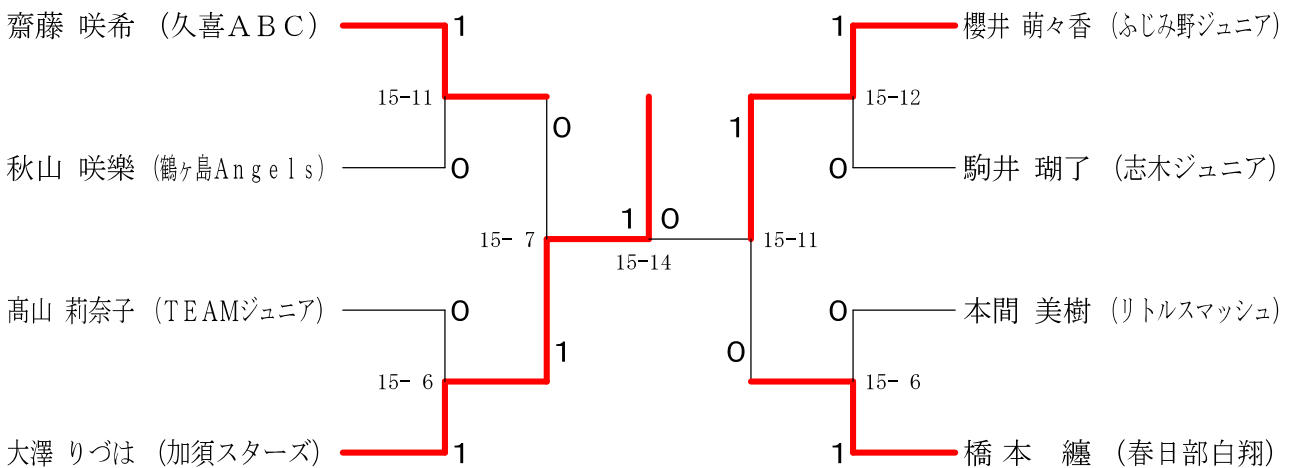 齋藤 咲希 (久喜ABC) 1 1 櫻井 萌々香 (ふじみ野ジュニア)
15-11 15-12
0 1
秋山 咲樂 (鶴ヶ島Angels) 0 0 駒井 瑚了 (志木ジュニア)
1 0
15- 7 15-11
15-14
髙山 莉奈子 (TEAMジュニア) 0 0 本間 美樹 (リトルスマッシュ)
1 0
15- 6 15- 6
大澤 りづは (加須スターズ) 1 1 橋本 纏 (春日部白翔)